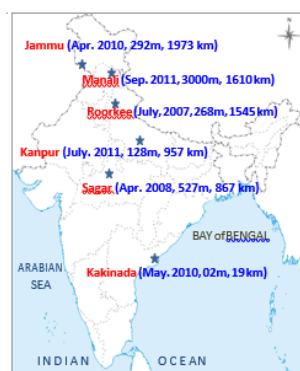 Jammu (Apr. 2010, 292m, 1973 km)
Manali (Sep. 2011, 3000m, 1610 km)
Roorkee (July, 2007, 268m, 1545 km)
Kanpur (July. 2011, 128m, 957 km)
Sagar (Apr. 2008, 527m, 867 km)
BAY of BENGAL
ARABIAN
SEA
Kakinada (May. 2010, 02m, 19 km)
INDIAN OCEAN